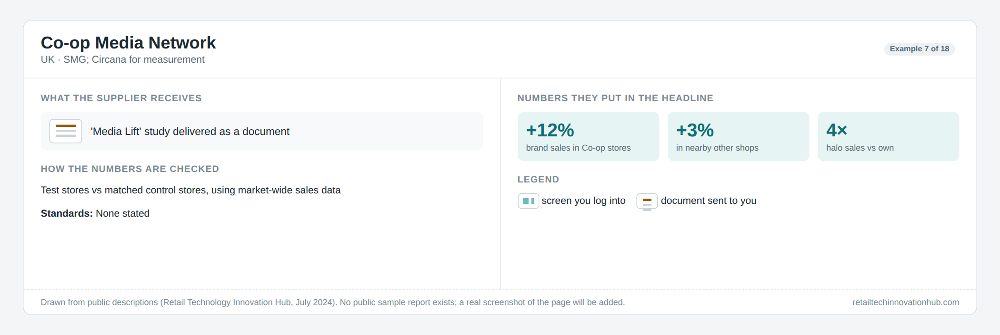 Co-op Media Network
UK · SMG; Circana for measurement
Example 7 of 18
WHAT THE SUPPLIER RECEIVES
'Media Lift' study delivered as a document
HOW THE NUMBERS ARE CHECKED
Test stores vs matched control stores, using market-wide sales data
Standards: None stated
NUMBERS THEY PUT IN THE HEADLINE
+12%
brand sales in Co-op stores
+3%
in nearby other shops
4×
halo sales vs own
LEGEND
screen you log into
document sent to you
Drawn from public descriptions (Retail Technology Innovation Hub, July 2024). No public sample report exists; a real screenshot of the page will be added.
retailtechinnovationhub.com